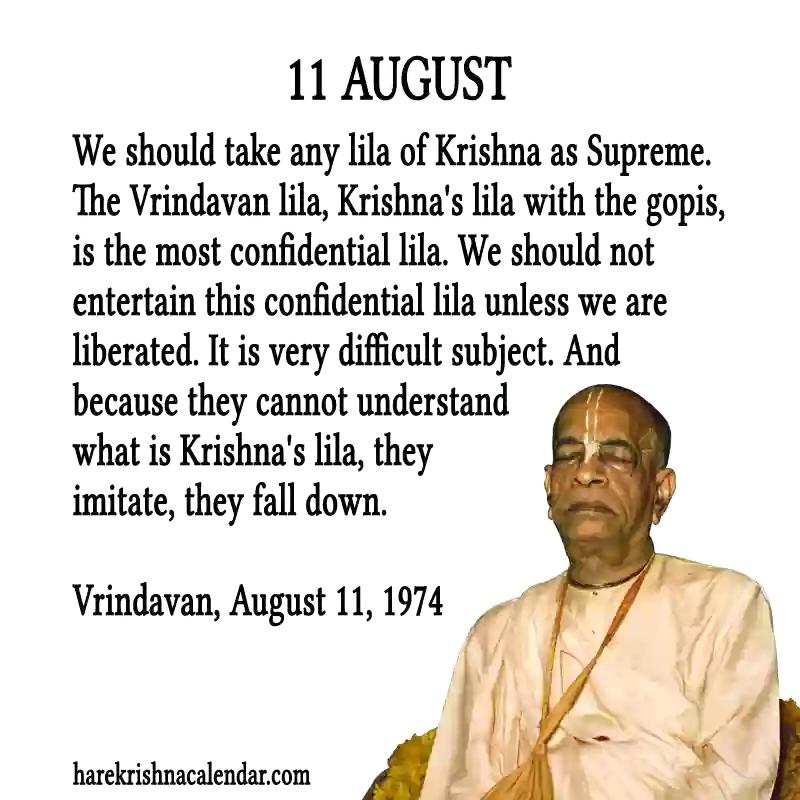 11 AUGUST
We should take any lila of Krishna as Supreme.
The Vrindavan lila, Krishna's lila with the gopis,
is the most confidential lila. We should not
entertain this confidential lila unless we are
liberated. It is very difficult subject. And
because they cannot understand
what is Krishna's lila, they
imitate, they fall down.
Vrindavan, August 11, 1974
harekrishnacalendar.com